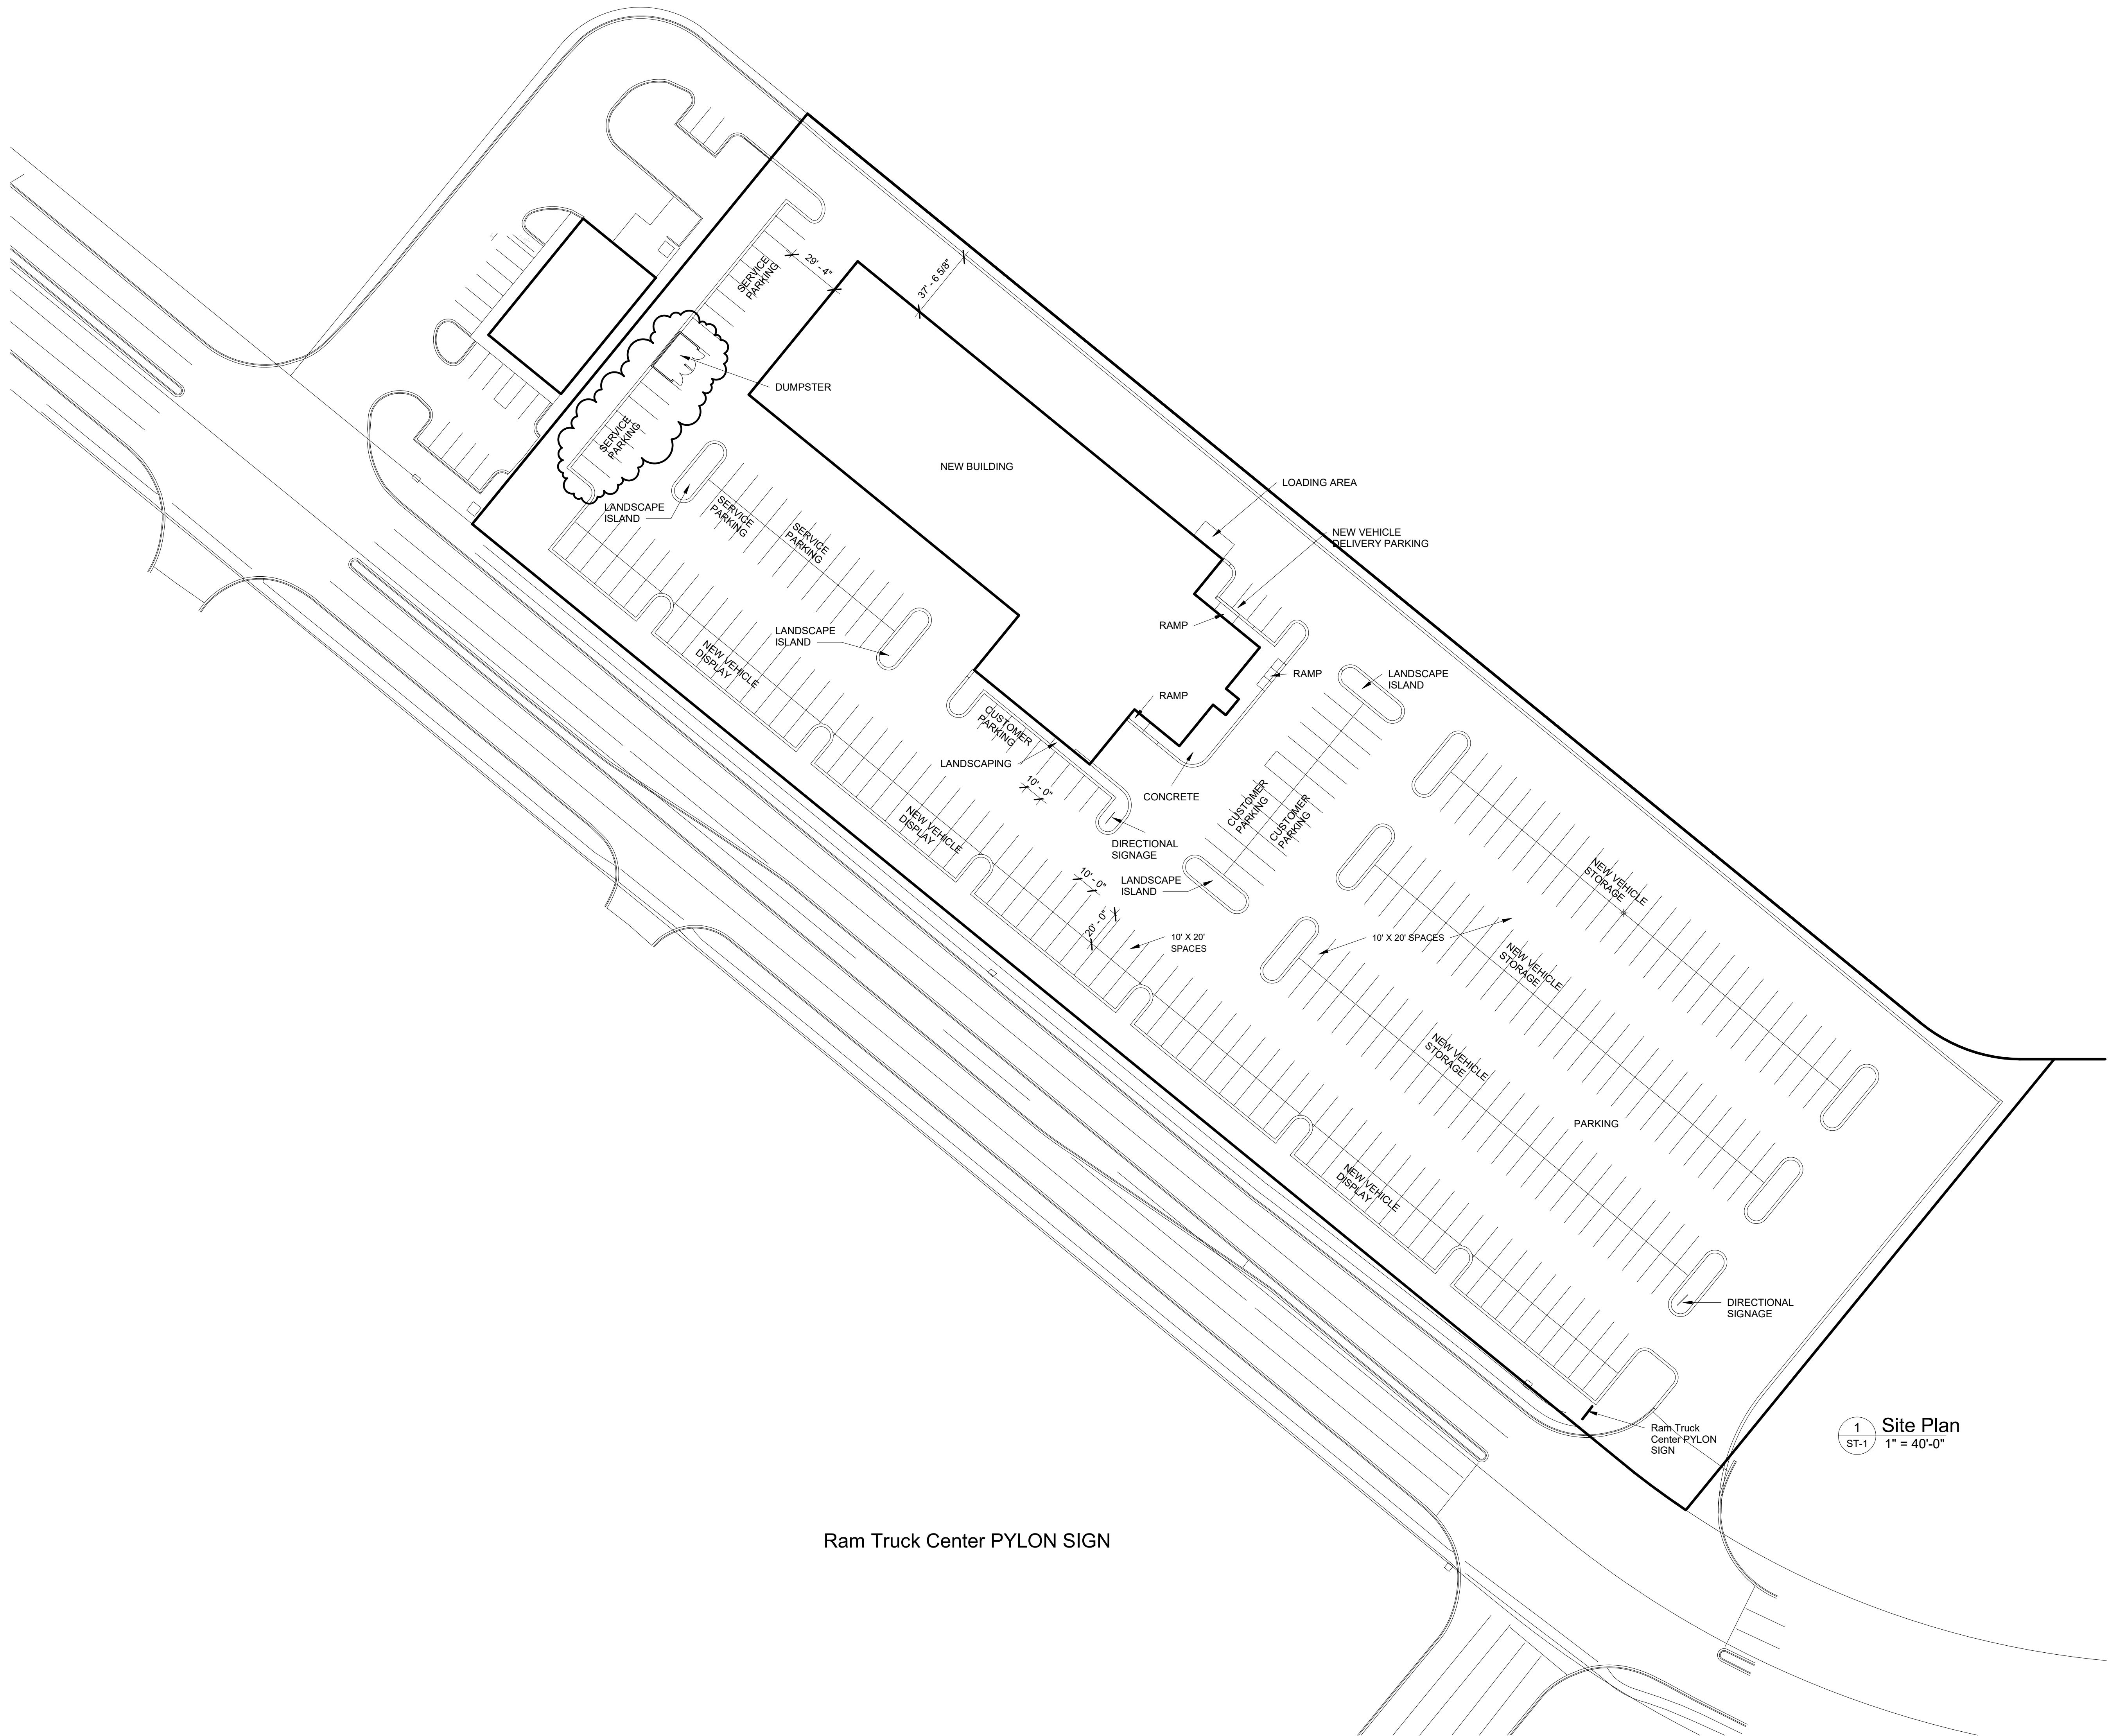 29' - 4"
37' - 6 5/8"
SERVICE
PARKING
DUMPSTER
SERVICE
PARKING
NEW BUILDING
LOADING AREA
LANDSCAPE
ISLAND
SERVICE
PARKING
SERVICE
PARKING
NEW VEHICLE
DELIVERY PARKING
RAMP
LANDSCAPE
ISLAND
NEW VEHICLE
DISPLAY
RAMP
LANDSCAPE
ISLAND
RAMP
CUSTOMER
PARKING
LANDSCAPING
10' - 0"
CONCRETE
CUSTOMER
PARKING
CUSTOMER
PARKING
NEW VEHICLE
DISPLAY
DIRECTIONAL
SIGNAGE
10' - 0"
LANDSCAPE
ISLAND
NEW VEHICLE
STORAGE
20' - 0"
10' X 20'
SPACES
10' X 20' SPACES
NEW VEHICLE
STORAGE
NEW VEHICLE
STORAGE
PARKING
NEW VEHICLE
DISPLAY
DIRECTIONAL
SIGNAGE
Ram Truck
Center PYLON
SIGN
1
ST-1
Site Plan
1" = 40'-0"
Ram Truck Center PYLON SIGN